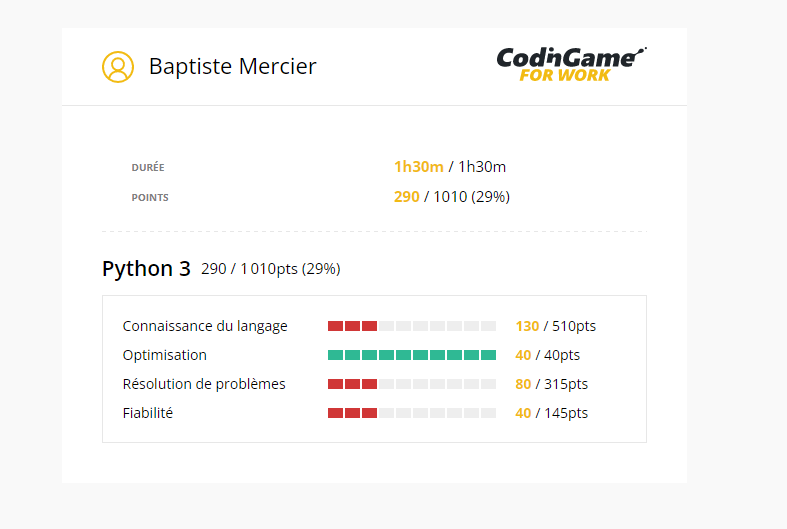 Baptiste Mercier
CodinGame
FOR WORK
DURÉE 1h30m / 1h30m
POINTS 290 / 1010 (29%)
Python 3 290 / 1 010pts (29%)
Connaissance du langage 130 / 510pts
Optimisation 40 / 40pts
Résolution de problèmes 80 / 315pts
Fiabilité 40 / 145pts